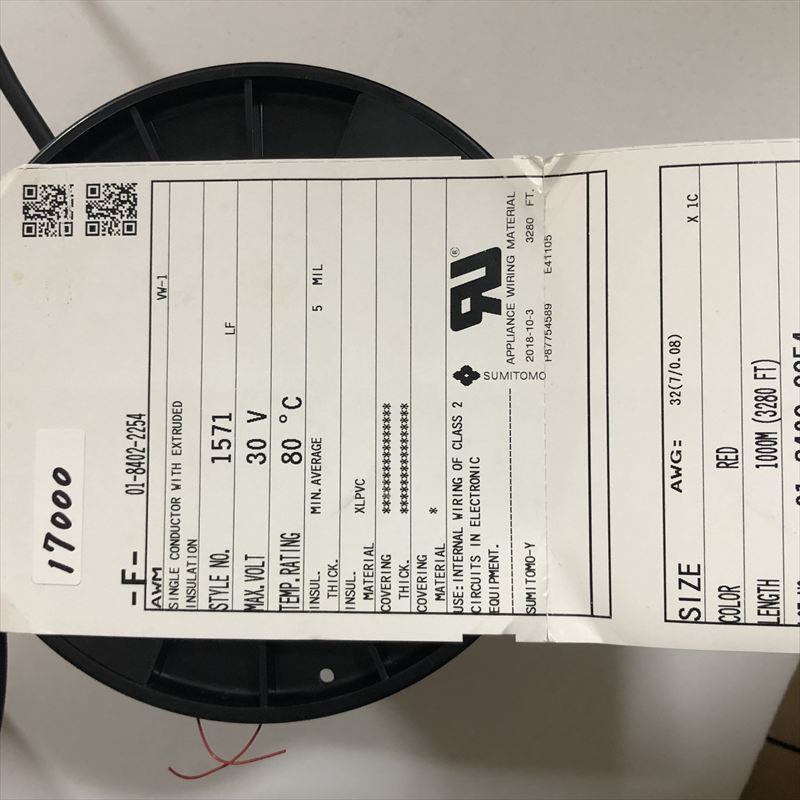 17000
-F-
01-8402-2254
AWM VW-1
SINGLE CONDUCTOR WITH EXTRUDED
INSULATION
STYLE NO. 1571 LF
MAX.VOLT 30 V
TEMP.RATING 80 °C
INSUL. MIN.AVERAGE 5 MIL
THICK.
INSUL. XLPVC
MATERIAL
COVERING ****************
THICK. ****************
COVERING *
MATERIAL
USE:INTERNAL WIRING OF CLASS 2
CIRCUITS IN ELECTRONIC
EQUIPMENT.
SUMITOMO-Y
SUMITOMO
RU®
APPLIANCE WIRING MATERIAL
2018-10-3 3280 FT.
P87754589 E41105
SIZE AWG= 32(7/0.08) X 1C
COLOR RED
LENGTH 1000M (3280 FT)